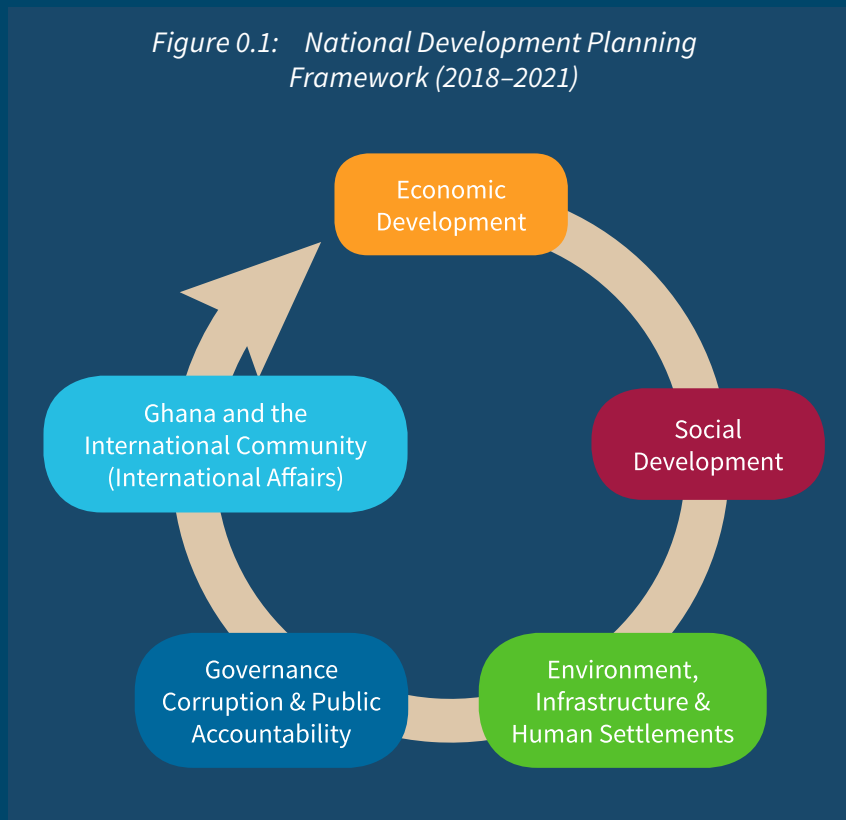 Figure 0.1: National Development Planning
Framework (2018–2021)
Economic
Development
Social
Development
Environment,
Infrastructure &
Human Settlements
Governance
Corruption & Public
Accountability
Ghana and the
International Community
(International Affairs)